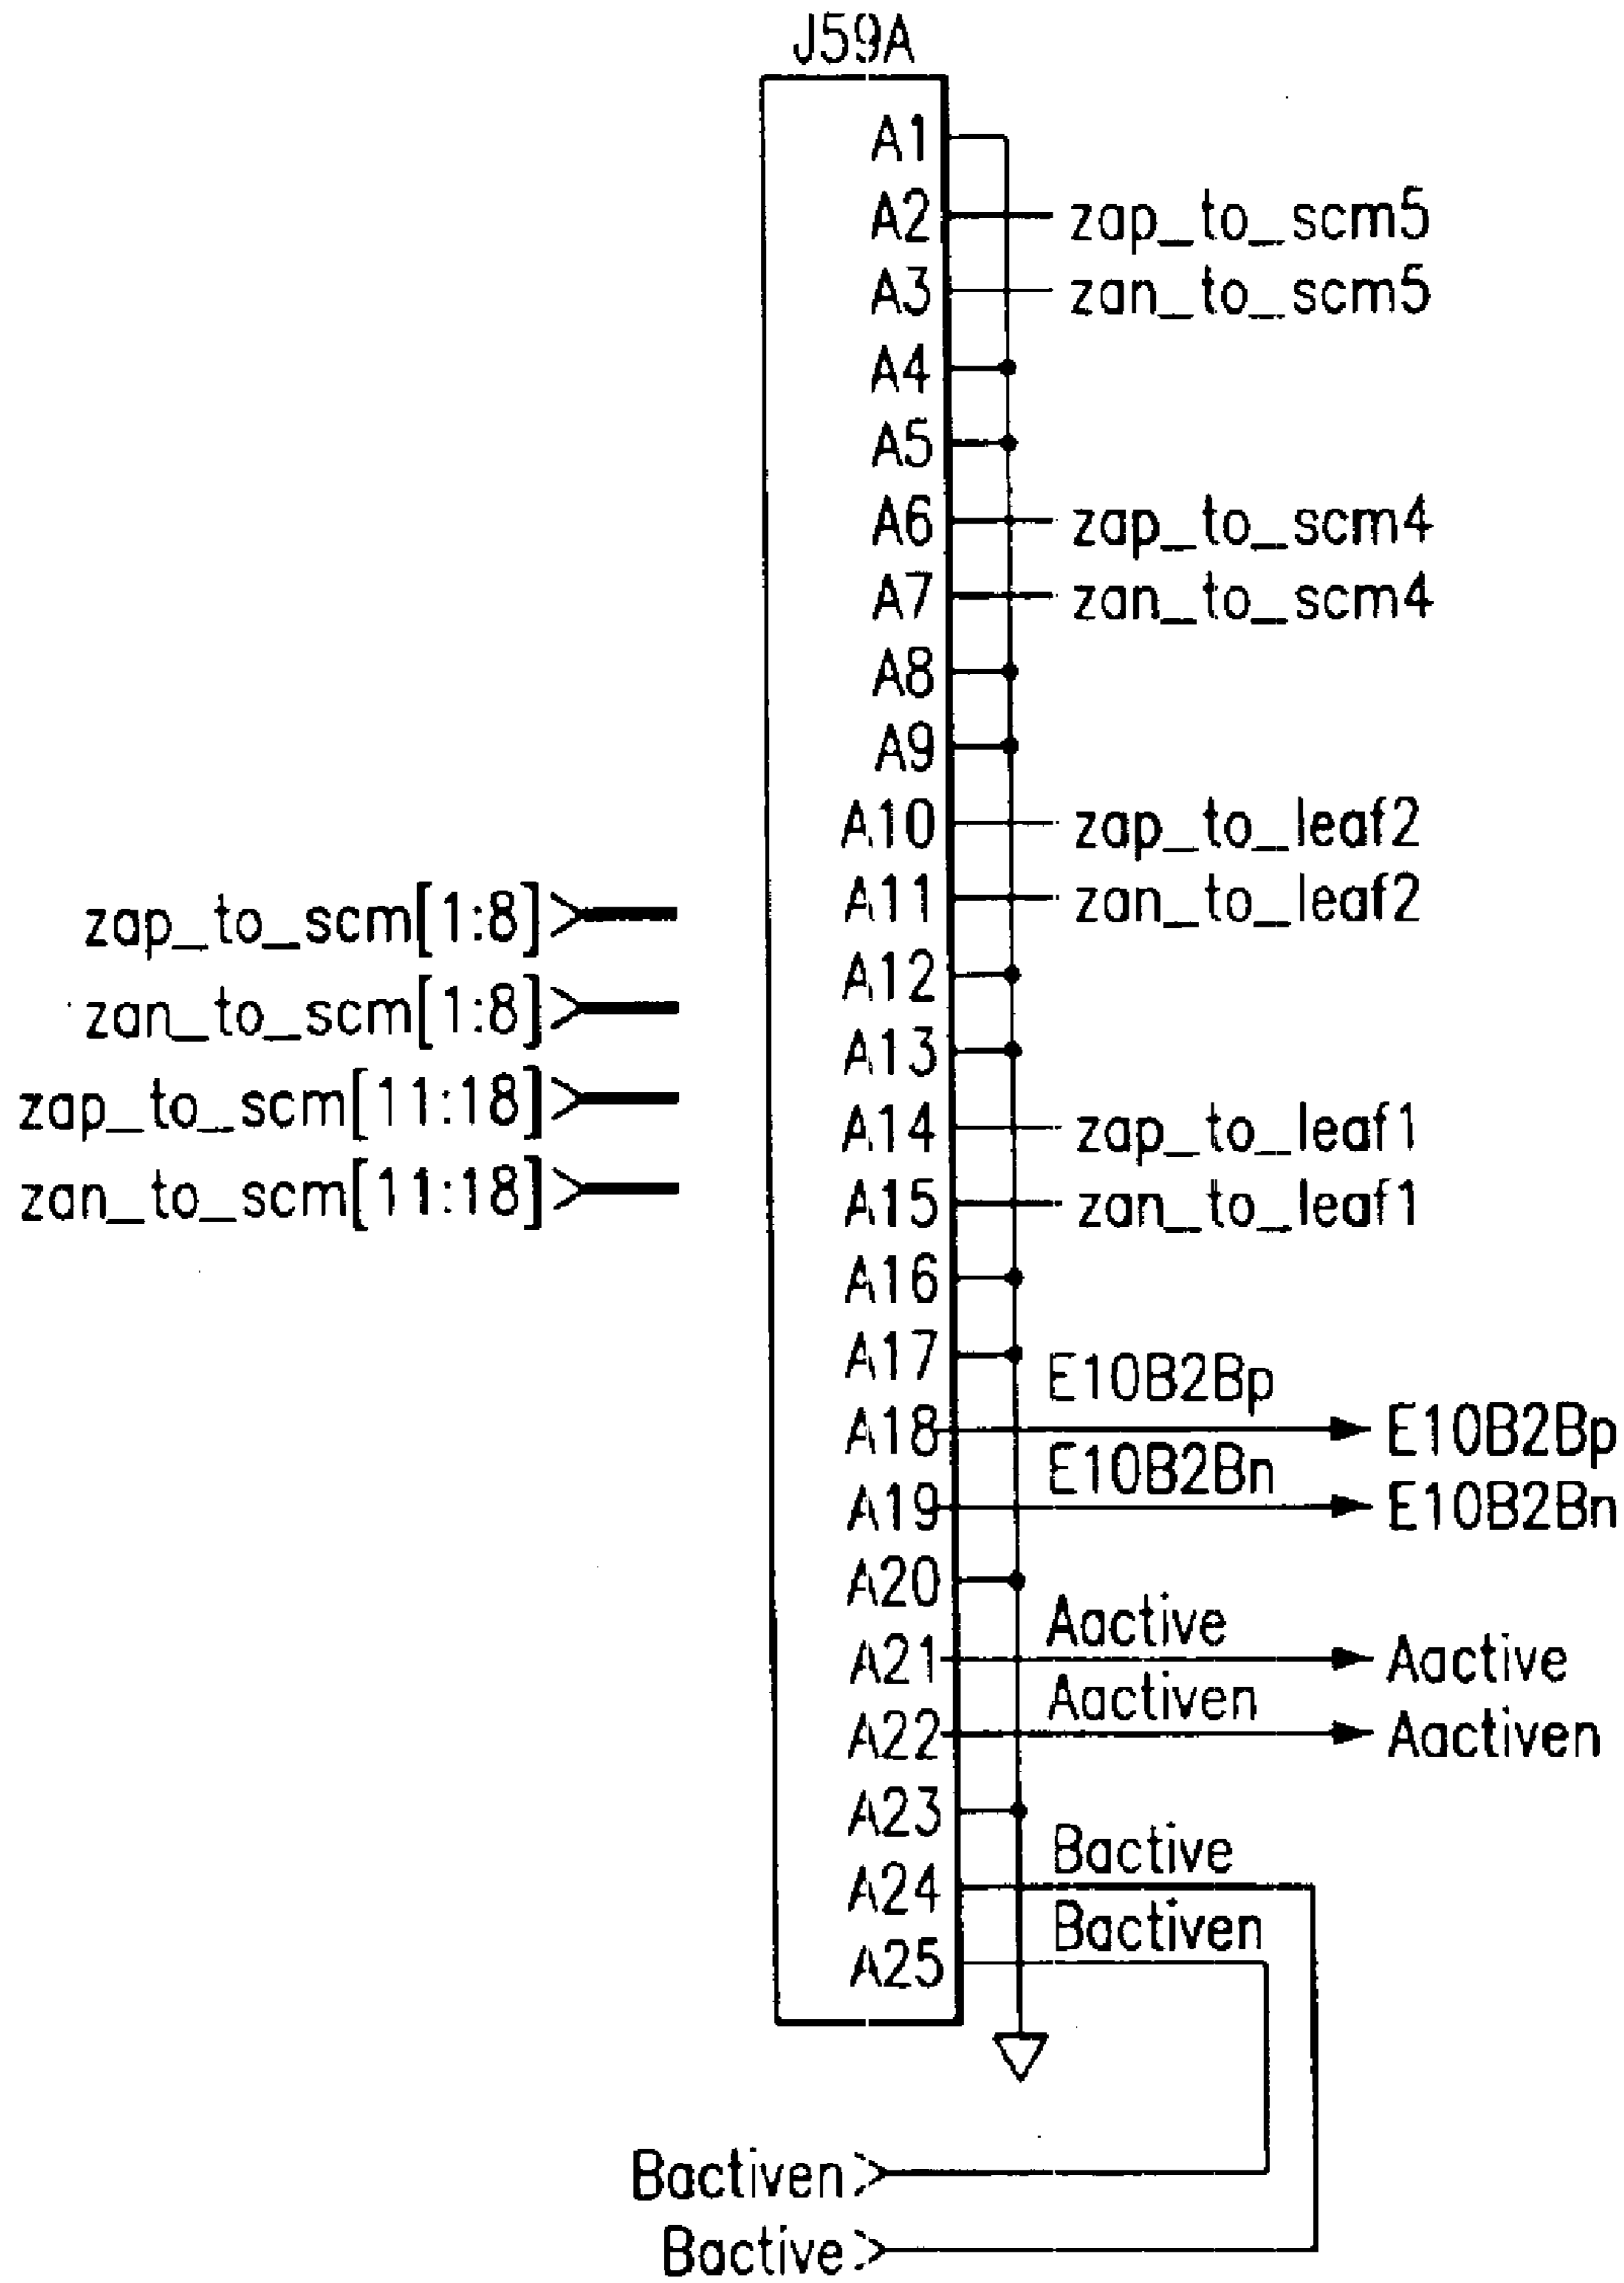 J59A
A1
A2 zap_to_scm5
A3 zan_to_scm5
A4
A5
A6 zap_to_scm4
A7 zan_to_scm4
A8
A9
A10 zap_to_leaf2
A11 zan_to_leaf2
zap_to_scm[1:8]
A12
zan_to_scm[1:8]
A13
zap_to_scm[11:18]
A14 zap_to_leaf1
zan_to_scm[11:18]
A15 zan_to_leaf1
A16
A17
E10B2Bp
A18 E10B2Bp
E10B2Bn
A19 E10B2Bn
A20
Aactive
A21 Aactive
Aactiven
A22 Aactiven
A23
Bactive
A24
Bactiven
A25
Bactiven
Bactive